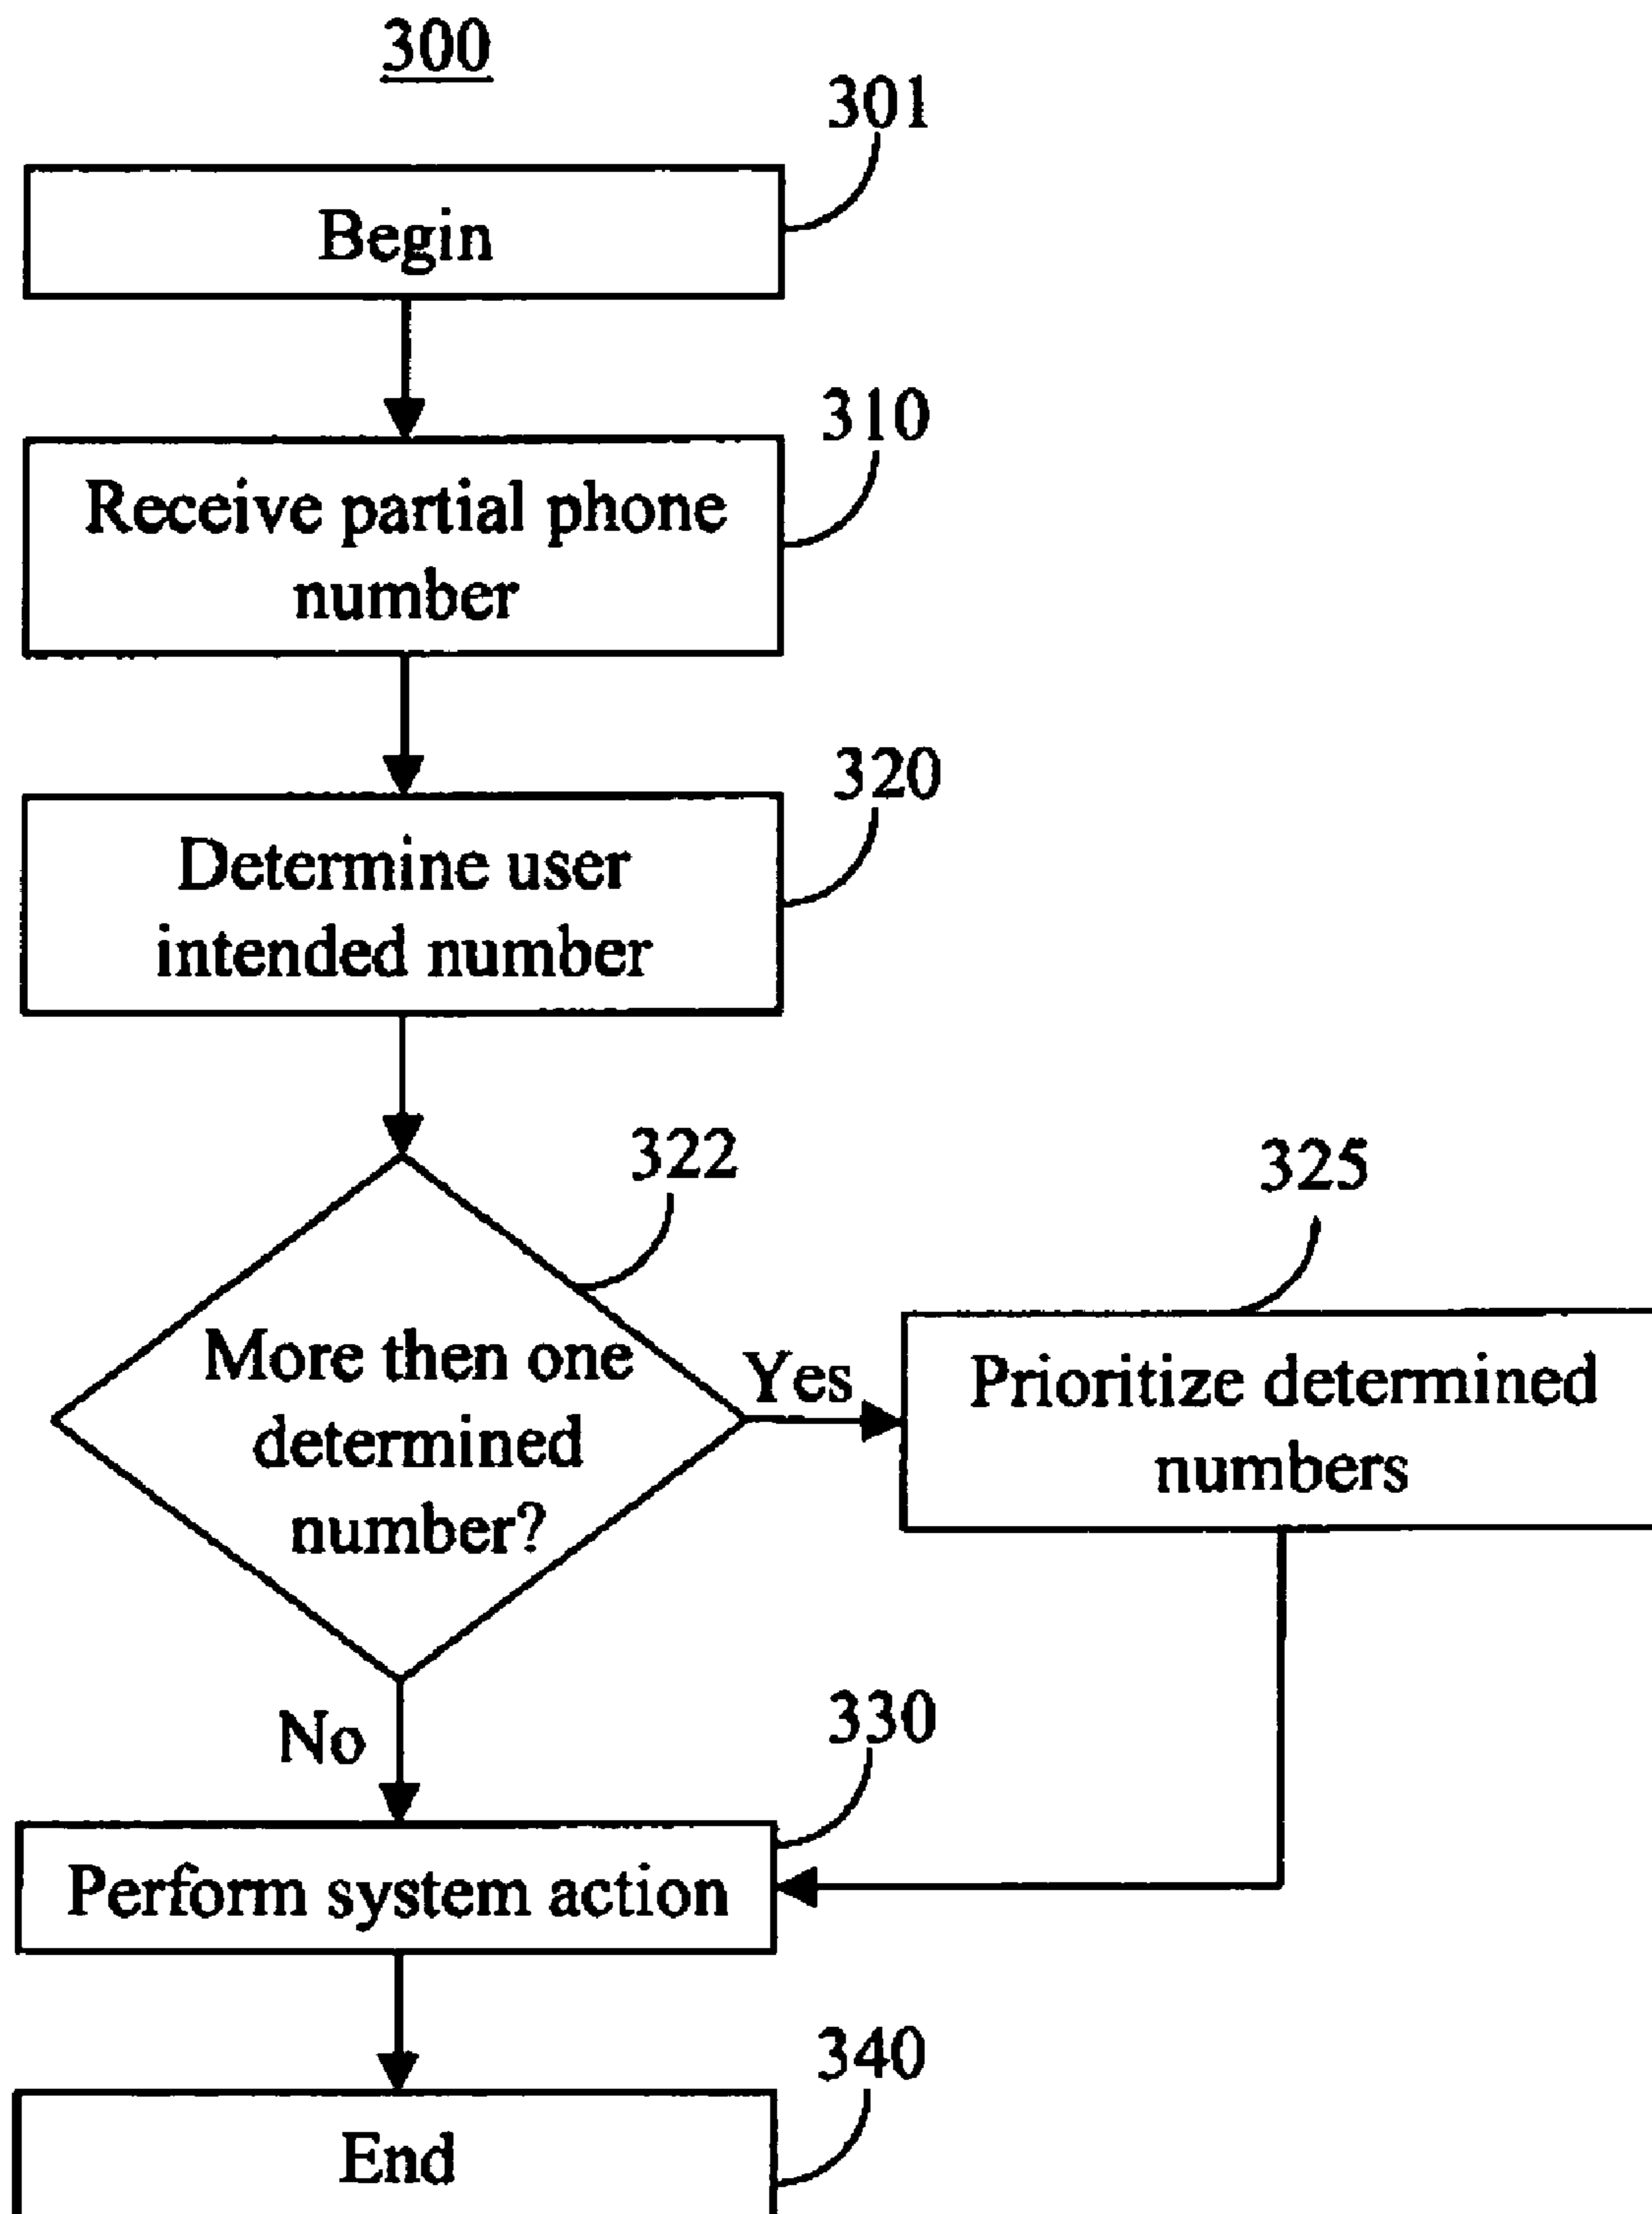 300
301
Begin
310
Receive partial phone
number
320
Determine user
intended number
322
325
More then one
determined
number?
Yes
Prioritize determined
numbers
No
330
Perform system action
340
End